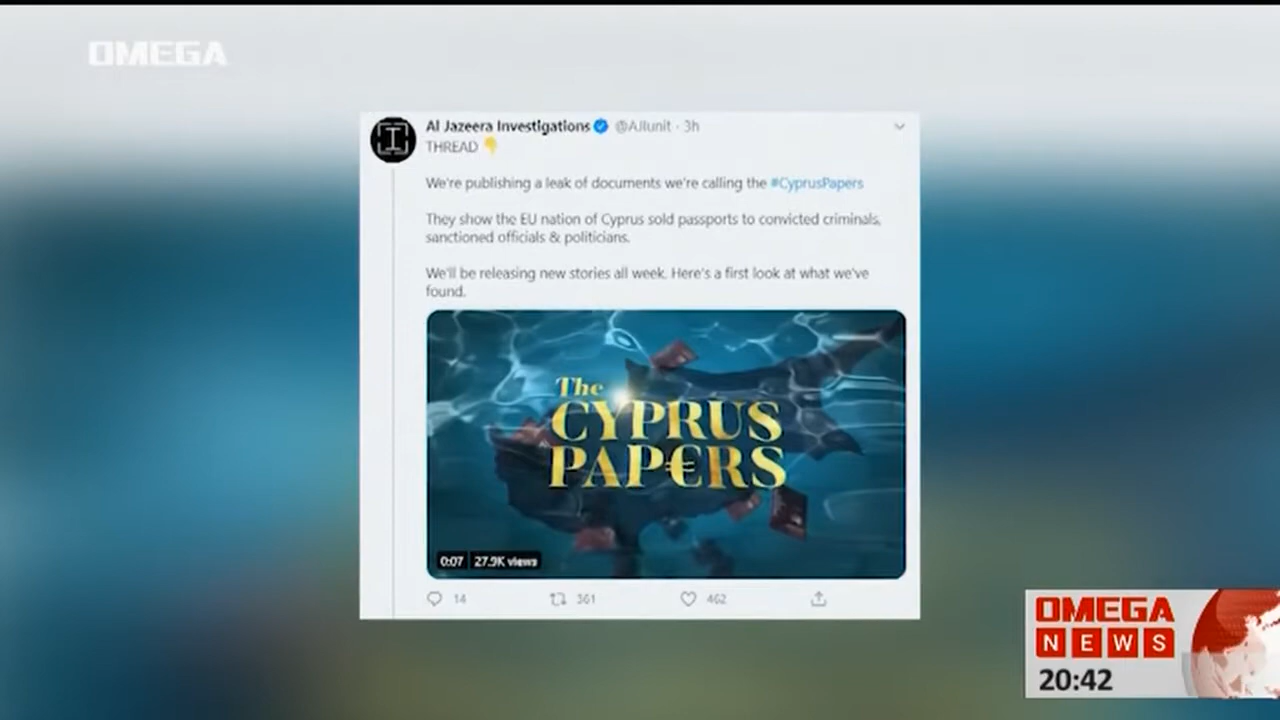 OMEGA
Al Jazeera Investigations @AJIunit · 3h
THREAD
We're publishing a leak of documents we're calling the #CyprusPapers
They show the EU nation of Cyprus sold passports to convicted criminals,
sanctioned officials & politicians.
We'll be releasing new stories all week. Here's a first look at what we've
found.
The
CYPRUS
PAP€RS
0:07 27.9K views
14 361 462
OMEGA
NEWS
20:42